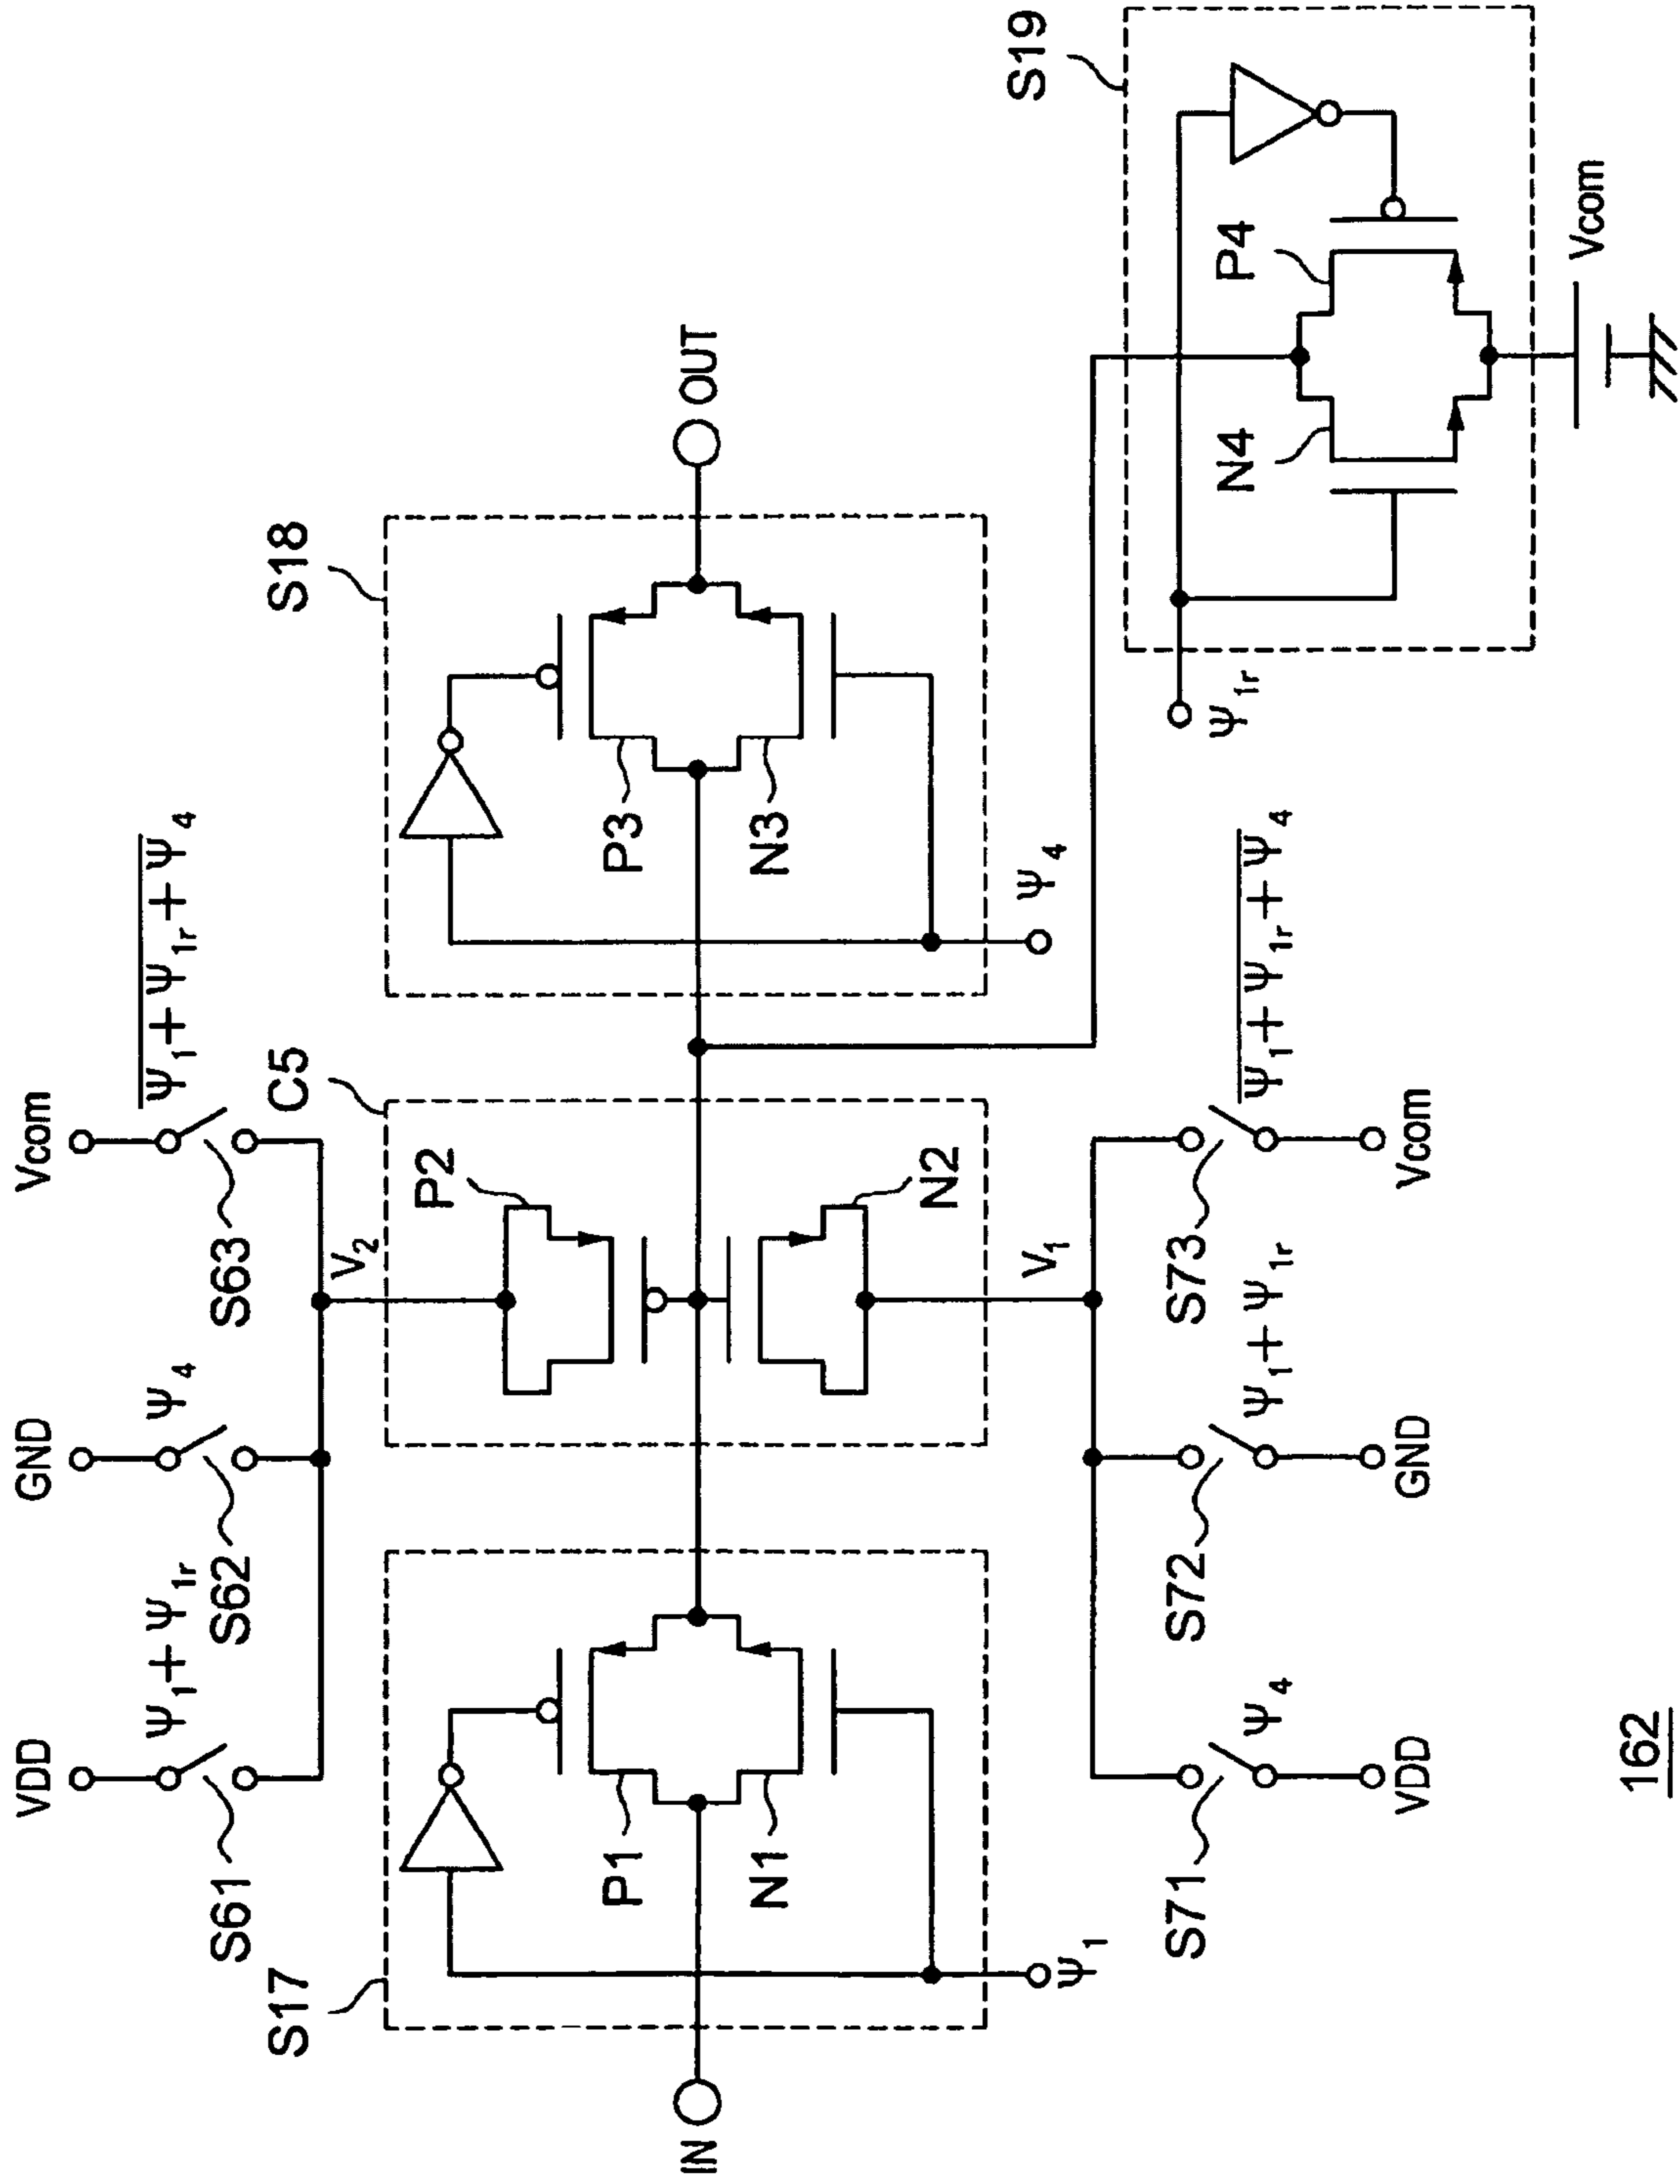 VDD
GND
Vcom
Ψ1+Ψ1r
Ψ4
Ψ1+Ψ1r+Ψ4
S61
S62
S63
V2
S17
C5
S18
P1
N1
P2
N2
P3
N3
IN
OUT
Ψ1
Ψ4
V1
S71
S72
S73
Ψ4
Ψ1+Ψ1r
Ψ1+Ψ1r+Ψ4
VDD
GND
Vcom
S19
Ψ1r
N4
P4
Vcom
162